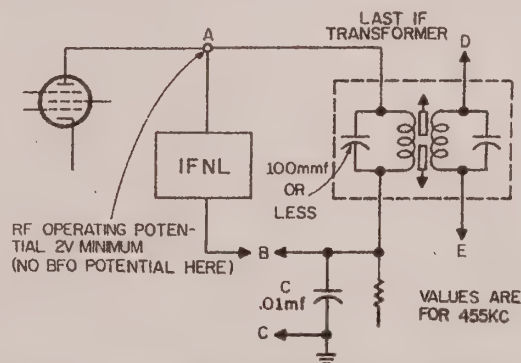 LAST IF
TRANSFORMER
A
D
IFNL
100mmf
OR
LESS
RF OPERATING POTEN-
TIAL 2V MINIMUM
(NO BFO POTENTIAL HERE)
B
E
C
.01mf
C
VALUES ARE
FOR 455KC